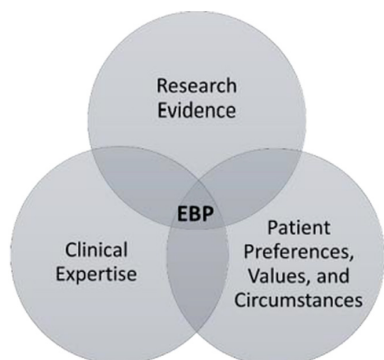 Research
Evidence
EBP
Clinical
Expertise
Patient
Preferences,
Values, and
Circumstances